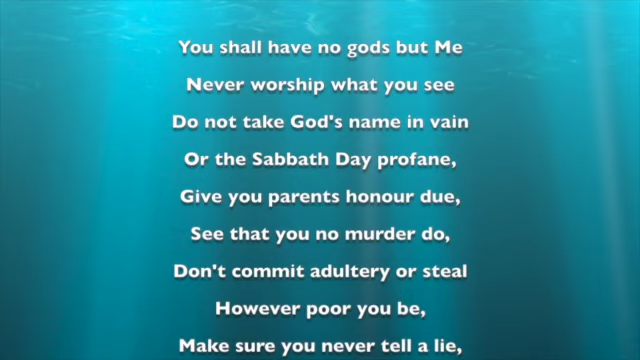 You shall have no gods but Me
Never worship what you see
Do not take God's name in vain
Or the Sabbath Day profane,
Give you parents honour due,
See that you no murder do,
Don't commit adultery or steal
However poor you be,
Make sure you never tell a lie,